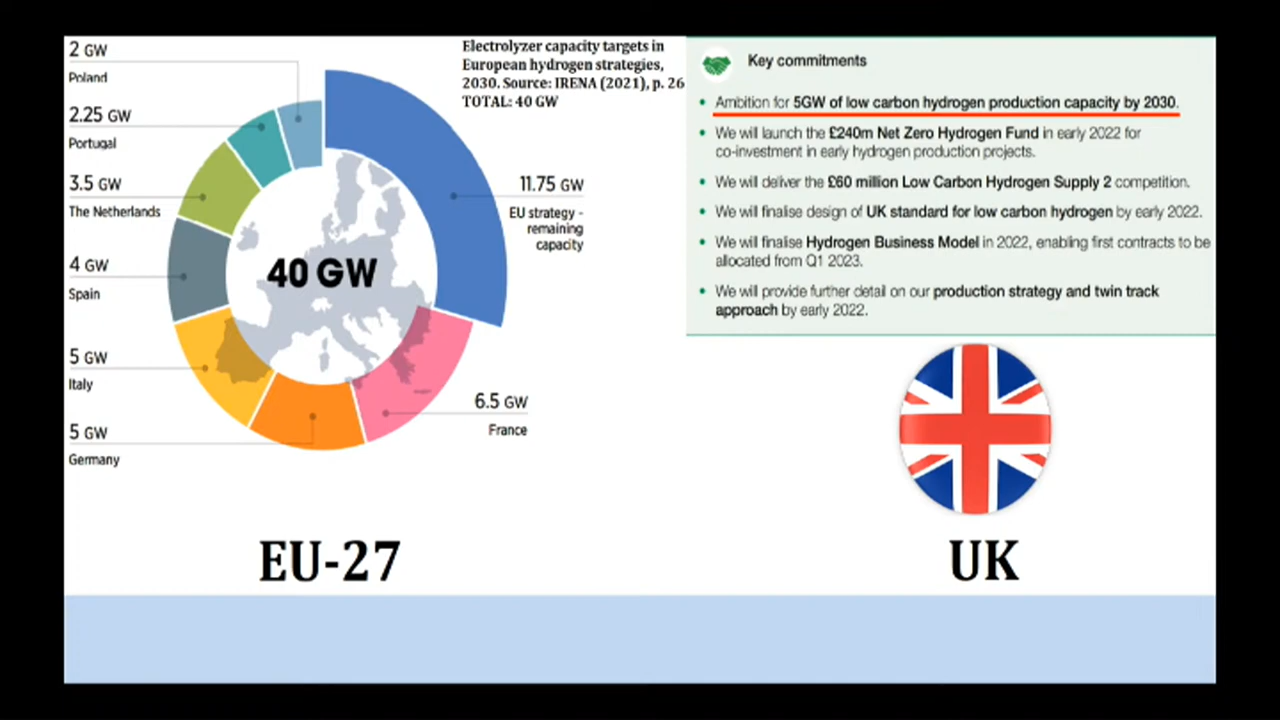 2 GW
Poland
2.25 GW
Portugal
3.5 GW
The Netherlands
4 GW
Spain
5 GW
Italy
5 GW
Germany
40 GW
Electrolyzer capacity targets in
European hydrogen strategies,
2030. Source: IRENA (2021), p. 26
TOTAL: 40 GW
11.75 GW
EU strategy -
remaining
capacity
6.5 GW
France
EU-27
Key commitments
• Ambition for 5GW of low carbon hydrogen production capacity by 2030.
• We will launch the £240m Net Zero Hydrogen Fund in early 2022 for
co-investment in early hydrogen production projects.
• We will deliver the £60 million Low Carbon Hydrogen Supply 2 competition.
• We will finalise design of UK standard for low carbon hydrogen by early 2022.
• We will finalise Hydrogen Business Model in 2022, enabling first contracts to be
allocated from Q1 2023.
• We will provide further detail on our production strategy and twin track
approach by early 2022.
UK